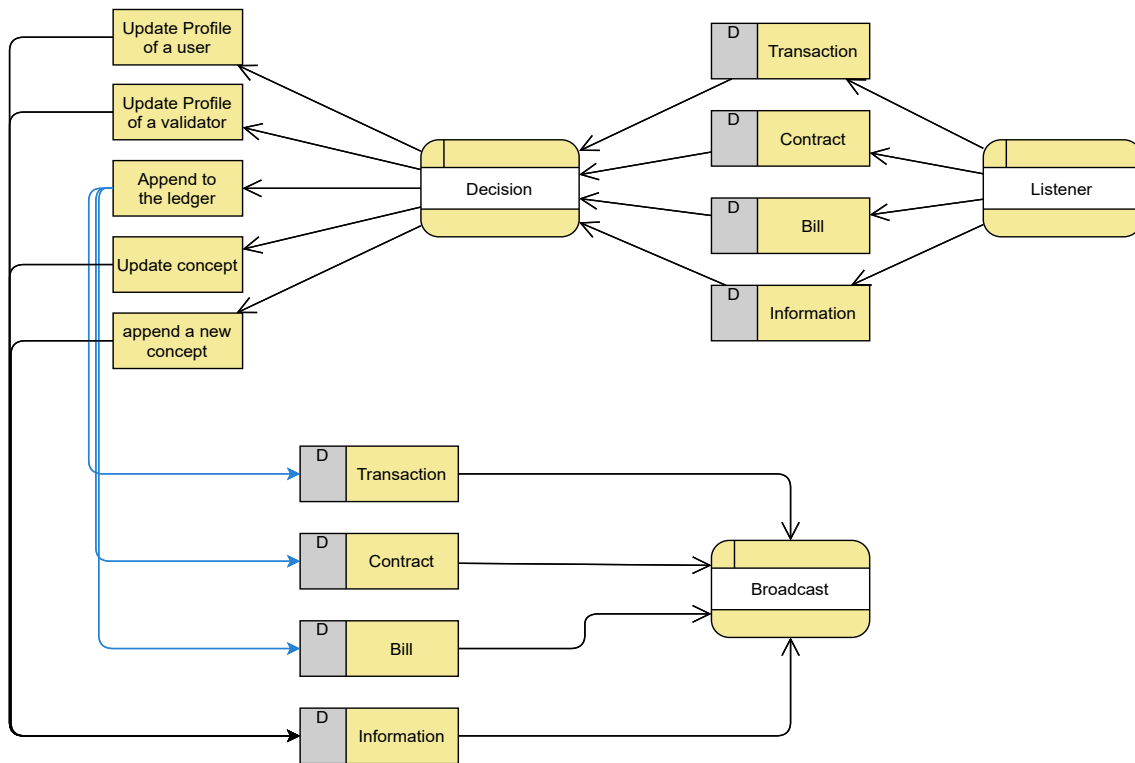 Update Profile
of a user
Update Profile
of a validator
Append to
the ledger
Update concept
append a new
concept
Decision
D
Transaction
D
Contract
D
Bill
D
Information
Listener
D
Transaction
D
Contract
D
Bill
D
Information
Broadcast